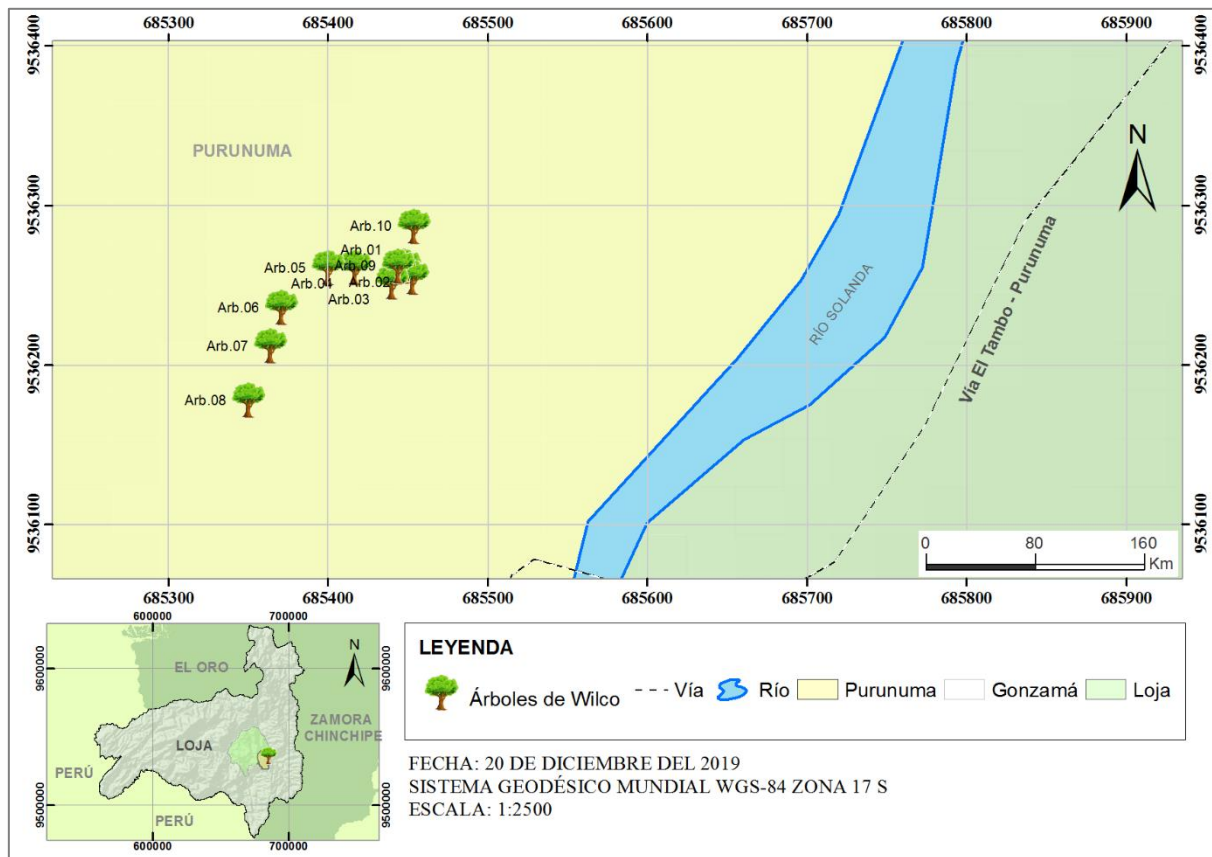 685300 685400 685500 685600 685700 685800 685900
9536400 9536400
PURUNUMA
N
9536300 9536300
Arb.10
Arb.01
Arb.05 Arb.09
Arb.04 Arb.02
Arb.03
Arb.06
RÍO SOLANDA
Vía El Tambo - Purunuma
Arb.07
9536200 9536200
Arb.08
9536100 9536100
0 80 160
Km
685300 685400 685500 685600 685700 685800 685900
600000 700000
N
9600000 9600000
EL ORO
ZAMORA
CHINCHIPE
LOJA
PERÚ
9500000 9500000
PERÚ
600000 700000
LEYENDA
Árboles de Wilco Vía Río Purunuma Gonzamá Loja
FECHA: 20 DE DICIEMBRE DEL 2019
SISTEMA GEODÉSICO MUNDIAL WGS-84 ZONA 17 S
ESCALA: 1:2500